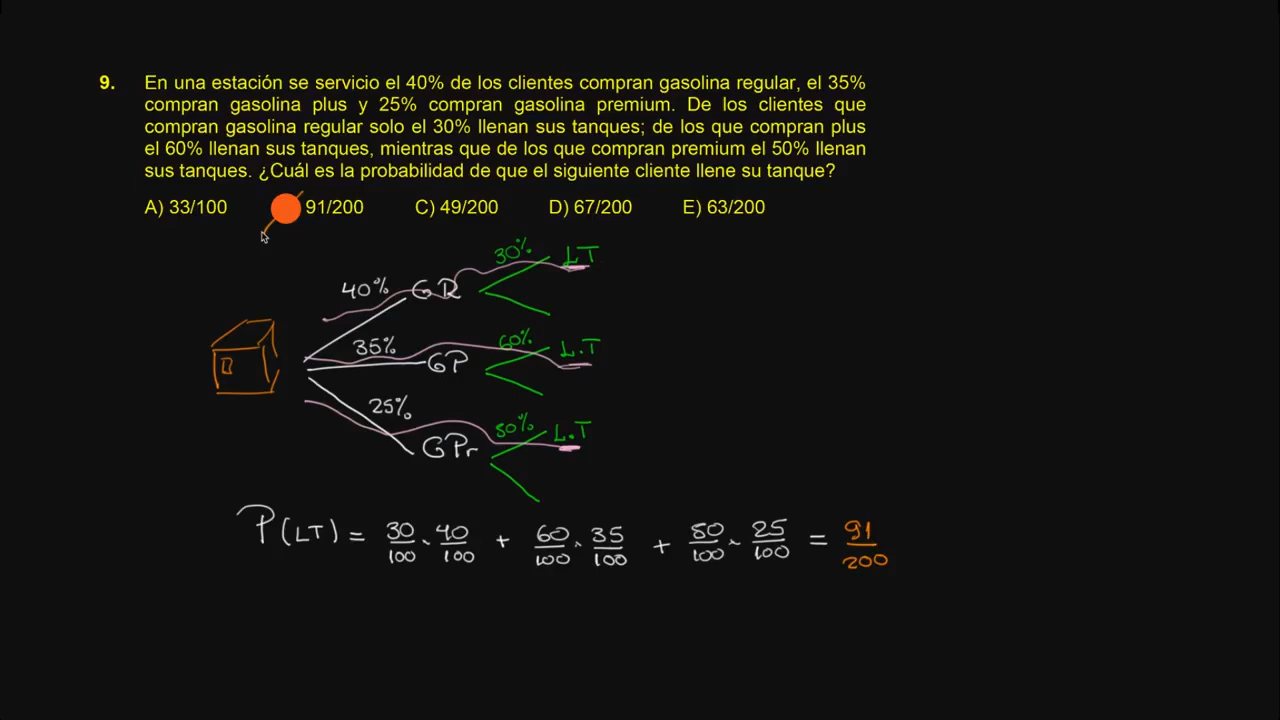 9. En una estación se servicio el 40% de los clientes compran gasolina regular, el 35%
compran gasolina plus y 25% compran gasolina premium. De los clientes que
compran gasolina regular solo el 30% llenan sus tanques; de los que compran plus
el 60% llenan sus tanques, mientras que de los que compran premium el 50% llenan
sus tanques. ¿Cuál es la probabilidad de que el siguiente cliente llene su tanque?
A) 33/100 91/200 C) 49/200 D) 67/200 E) 63/200
40% GR 30% LT
35% GP 60% L.T
25% GPr 50% L.T
P(LT) = 30/100 . 40/100 + 60/100 . 35/100 + 50/100 . 25/100 = 91/200